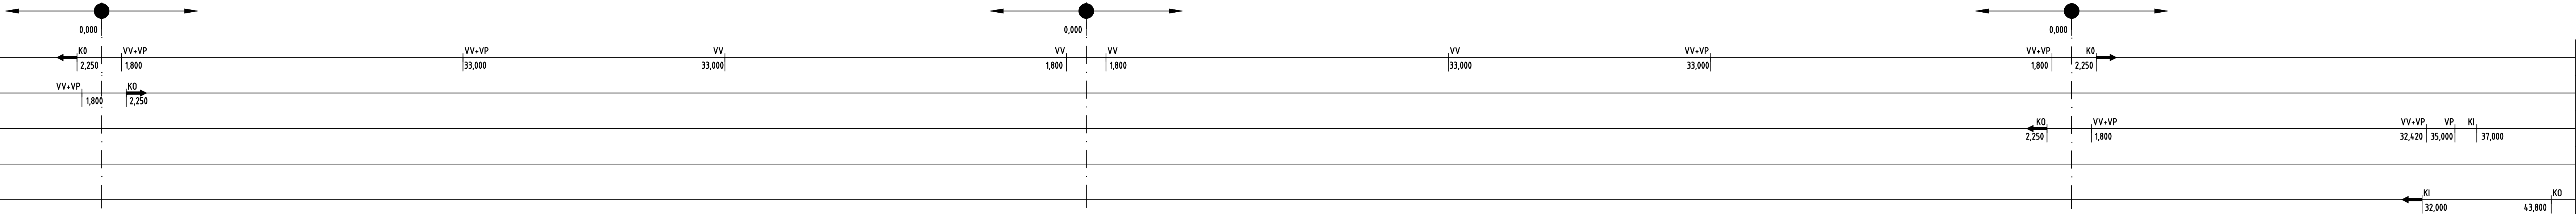 0,000 0,000 0,000
KO VV+VP VV+VP VV VV VV VV VV+VP VV+VP KO
2,250 1,800 33,000 33,000 1,800 1,800 33,000 33,000 1,800 2,250
VV+VP KO
1,800 2,250
KO VV+VP VV+VP VP KI
2,250 1,800 32,420 35,000 37,000
KI KO
32,000 43,800